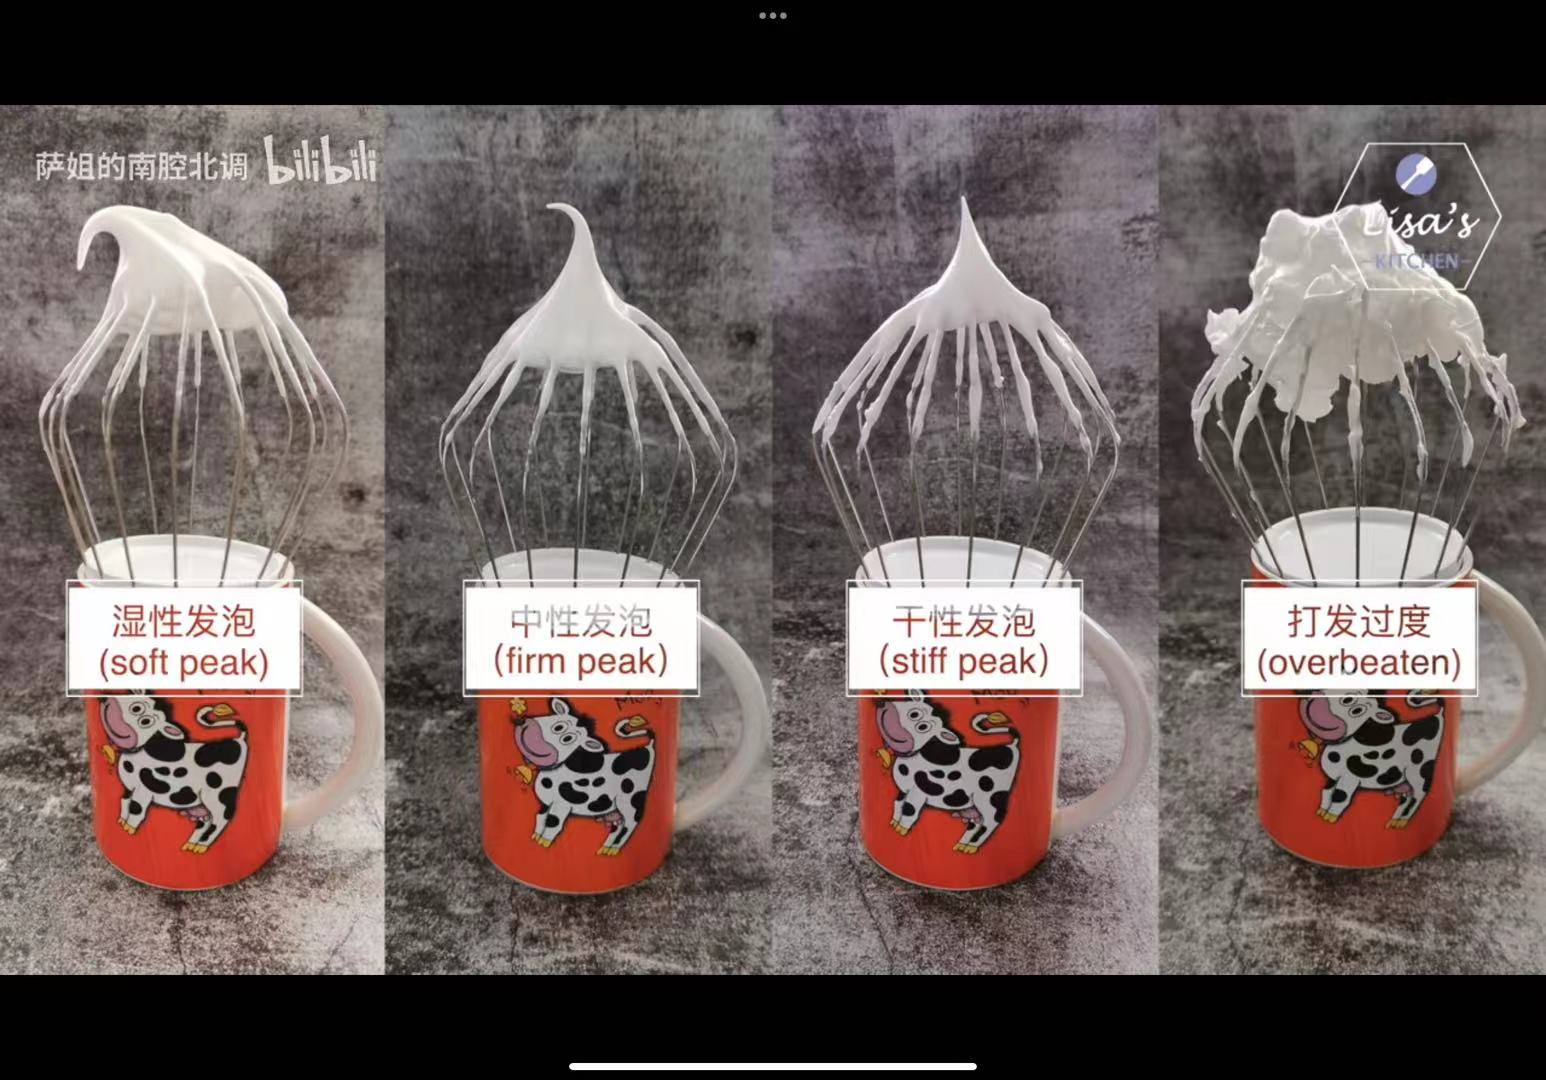 萨姐的南腔北调 bilibili
Lisa's
KITCHEN
湿性发泡
(soft peak)
中性发泡
(firm peak)
干性发泡
(stiff peak)
打发过度
(overbeaten)